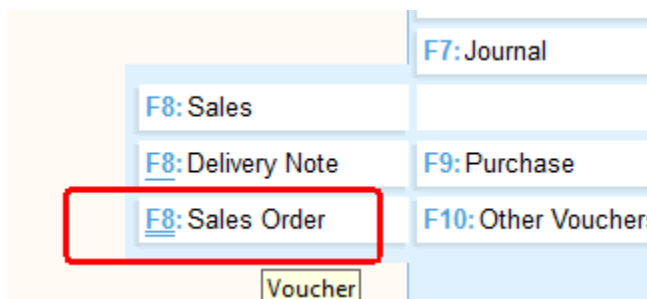 F7: Journal
F8: Sales
F8: Delivery Note
F9: Purchase
F8: Sales Order
F10: Other Vouchers
Voucher